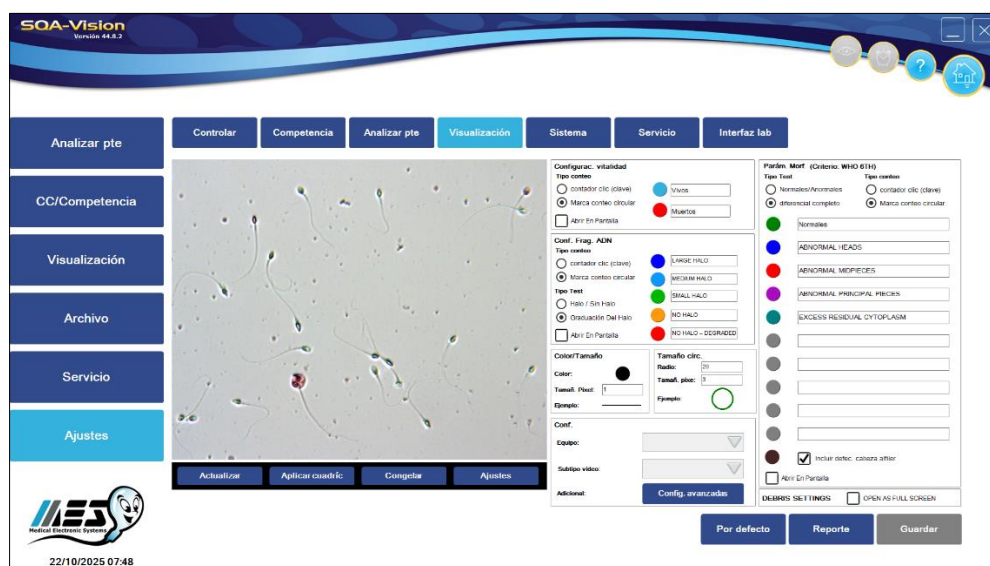 SQA-Vision
Versión 44.8.2
?
Analizar pte
CC/Competencia
Visualización
Archivo
Servicio
Ajustes
Controlar
Competencia
Analizar pte
Visualización
Sistema
Servicio
Interfaz lab
Actualizar
Aplicar cuadríc
Congelar
Ajustes
Configurac. vitalidad
Tipo conteo
contador clic (clave)
Marca conteo circular
Abrir En Pantalla
Vivos
Muertos
Conf. Frag. ADN
Tipo conteo
contador clic (clave)
Marca conteo circular
Tipo Test
Halo / Sin Halo
Graduación Del Halo
Abrir En Pantalla
LARGE HALO
MEDIUM HALO
SMALL HALO
NO HALO
NO HALO – DEGRADED
Color/Tamaño
Color:
Tamañ. Píxel: 1
Ejemplo:
Tamaño circ.
Radio: 20
Tamañ. píxe: 3
Ejemplo:
Conf.
Equipo:
Subtipo vídeo:
Adicional:
Config. avanzadas
Parám. Morf (Criterio: WHO 6TH)
Tipo Test
Normales/Anormales
diferencial completo
Tipo conteo
contador clic (clave)
Marca conteo circular
Normales
ABNORMAL HEADS
ABNORMAL MIDPIECES
ABNORMAL PRINCIPAL PIECES
EXCESS RESIDUAL CYTOPLASM
Incluir defec. cabeza alfiler
Abrir En Pantalla
DEBRIS SETTINGS
OPEN AS FULL SCREEN
Por defecto
Reporte
Guardar
MES
Medical Electronic Systems
22/10/2025 07:48